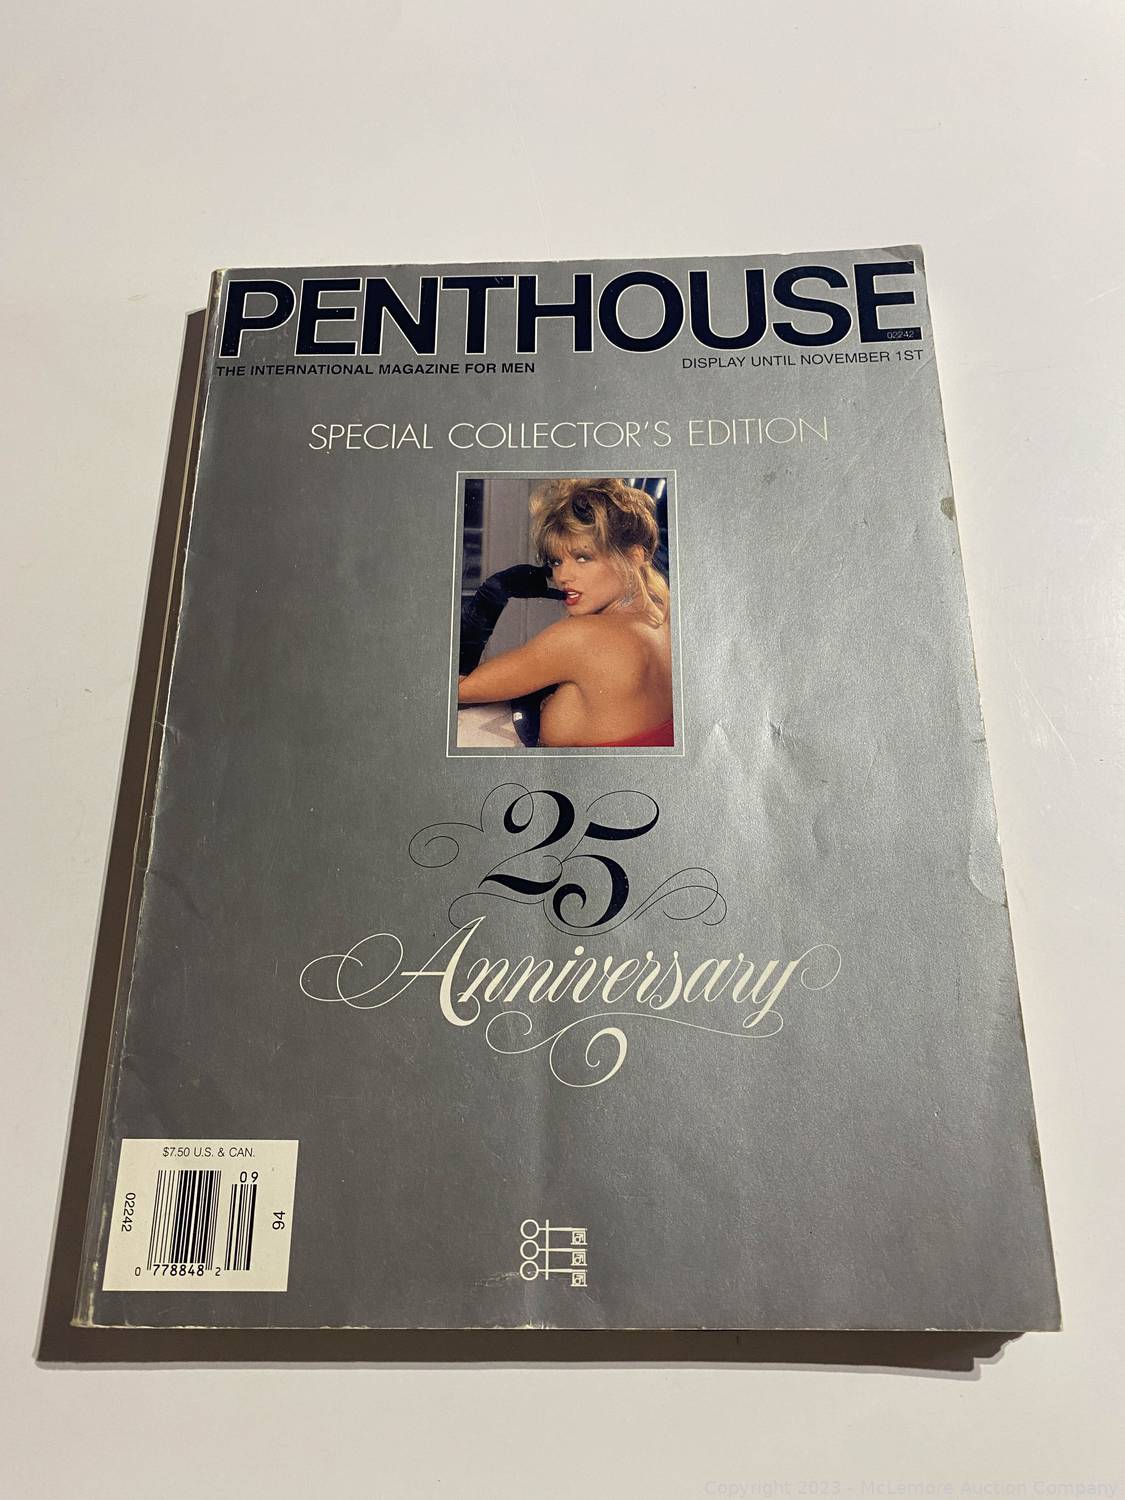 PENTHOUSE
02242
THE INTERNATIONAL MAGAZINE FOR MEN
DISPLAY UNTIL NOVEMBER 1ST
SPECIAL COLLECTOR'S EDITION
25
Anniversary
$7.50 U.S. & CAN.
09
02242
94
0 778848 2
Copyright 2023 - McLemore Auction Company